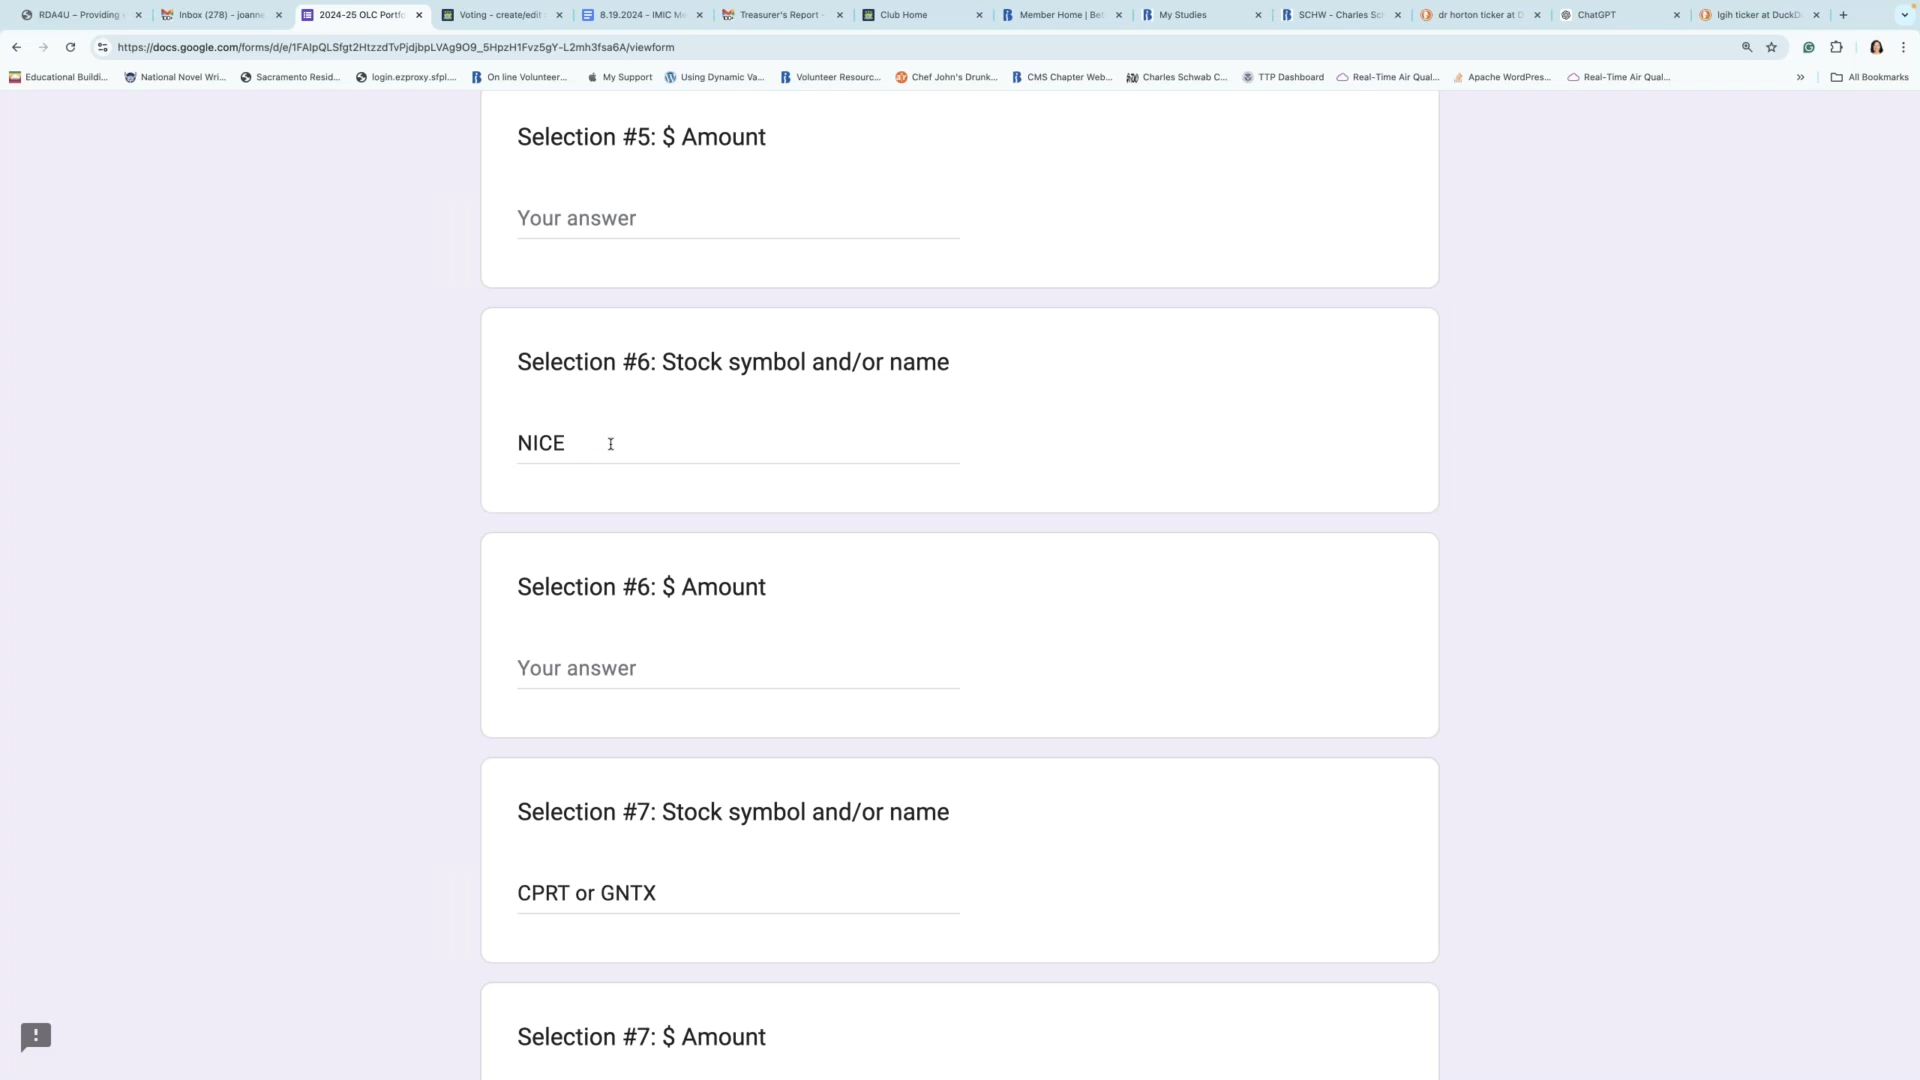 RDA4U – Providing
Inbox (278) - joanne
2024-25 OLC Portfo
Voting - create/edit
8.19.2024 - IMIC Me
Treasurer's Report -
Club Home
Member Home | Bet
My Studies
SCHW - Charles Sc
dr horton ticker at D
ChatGPT
lgih ticker at DuckD
https://docs.google.com/forms/d/e/1FAIpQLSfgt2HtzzdTvPjdjbpLVAg9O9_5HpzH1Fvz5gY-L2mh3fsa6A/viewform
Educational Buildi...
National Novel Wri...
Sacramento Resid...
login.ezproxy.sfpl....
On line Volunteer...
My Support
Using Dynamic Va...
Volunteer Resourc...
Chef John's Drunk...
CMS Chapter Web...
Charles Schwab C...
TTP Dashboard
Real-Time Air Qual...
Apache WordPres...
Real-Time Air Qual...
All Bookmarks
Selection #5: $ Amount
Your answer
Selection #6: Stock symbol and/or name
NICE
Selection #6: $ Amount
Your answer
Selection #7: Stock symbol and/or name
CPRT or GNTX
Selection #7: $ Amount